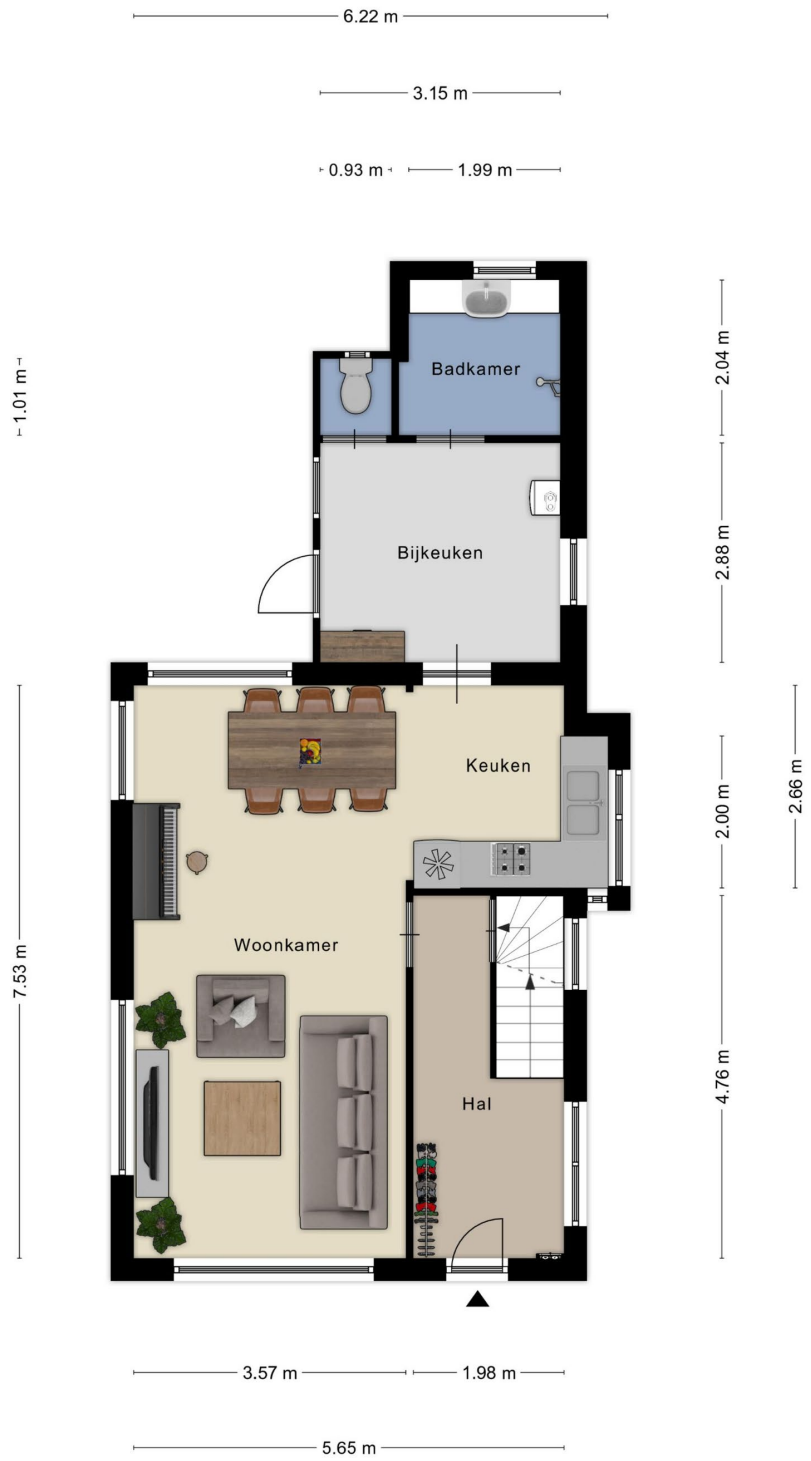 6.22 m
3.15 m
0.93 m
1.99 m
2.04 m
1.01 m
Badkamer
2.88 m
Bijkeuken
Keuken
2.00 m
2.66 m
7.53 m
Woonkamer
4.76 m
Hal
3.57 m
1.98 m
5.65 m